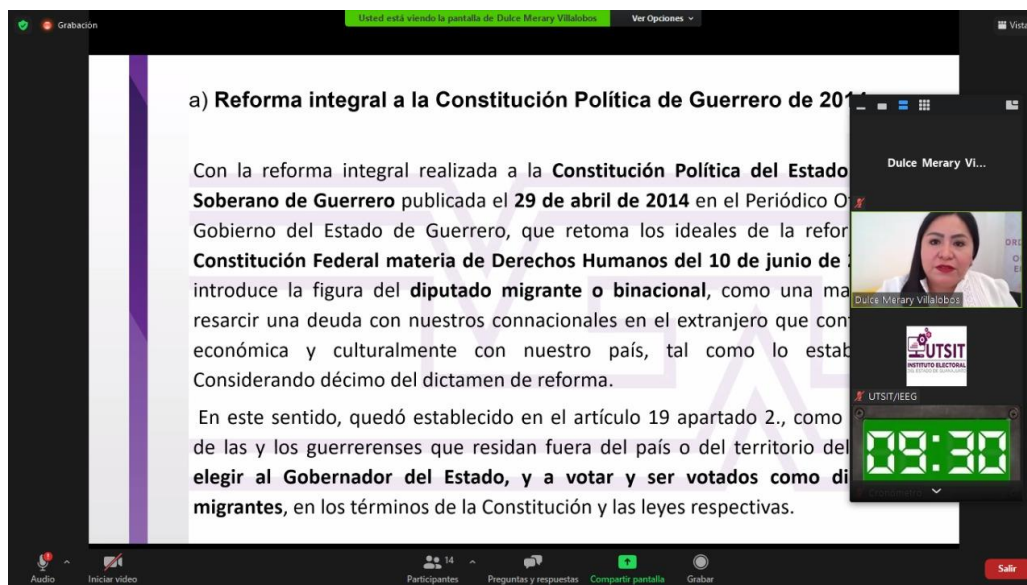 Grabación
Usted está viendo la pantalla de Dulce Merary Villalobos
Ver Opciones
Vista
a) Reforma integral a la Constitución Política de Guerrero de 201
Con la reforma integral realizada a la Constitución Política del Estado
Soberano de Guerrero publicada el 29 de abril de 2014 en el Periódico O
Gobierno del Estado de Guerrero, que retoma los ideales de la refor
Constitución Federal materia de Derechos Humanos del 10 de junio de
introduce la figura del diputado migrante o binacional, como una ma
resarcir una deuda con nuestros connacionales en el extranjero que con
económica y culturalmente con nuestro país, tal como lo estab
Considerando décimo del dictamen de reforma.
En este sentido, quedó establecido en el artículo 19 apartado 2., como
de las y los guerrerenses que residan fuera del país o del territorio del
elegir al Gobernador del Estado, y a votar y ser votados como di
migrantes, en los términos de la Constitución y las leyes respectivas.
Dulce Merary Vi...
Dulce Merary Villalobos
UTSIT
INSTITUTO ELECTORAL
DEL ESTADO DE GUANAJUATO
UTSIT/IEEG
09:30
Cronómetro
Audio
Iniciar video
14
Participantes
Preguntas y respuestas
Compartir pantalla
Grabar
Salir